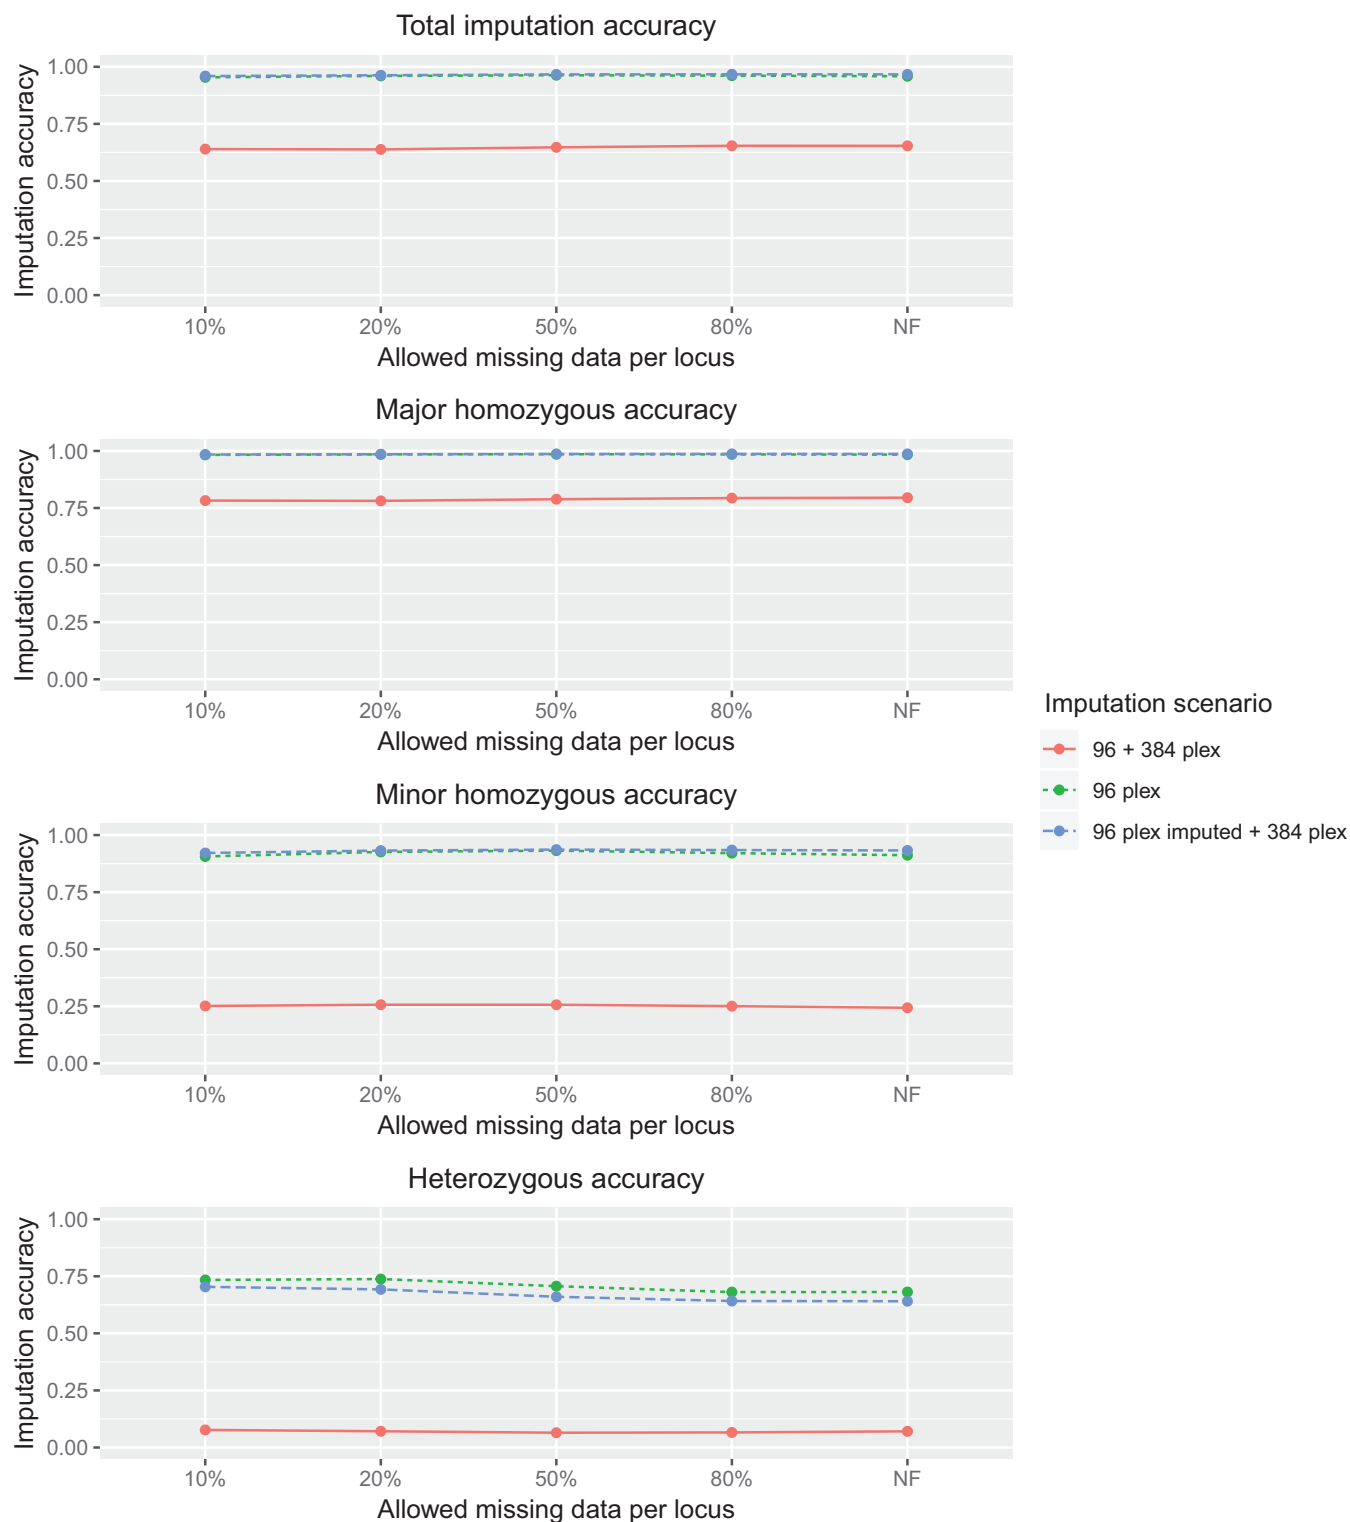 Total imputation accuracy
Imputation accuracy
1.00
0.75
0.50
0.25
0.00
10% 20% 50% 80% NF
Allowed missing data per locus
Major homozygous accuracy
Imputation accuracy
1.00
0.75
0.50
0.25
0.00
10% 20% 50% 80% NF
Allowed missing data per locus
Minor homozygous accuracy
Imputation accuracy
1.00
0.75
0.50
0.25
0.00
10% 20% 50% 80% NF
Allowed missing data per locus
Heterozygous accuracy
Imputation accuracy
1.00
0.75
0.50
0.25
0.00
10% 20% 50% 80% NF
Allowed missing data per locus
Imputation scenario
96 + 384 plex
96 plex
96 plex imputed + 384 plex